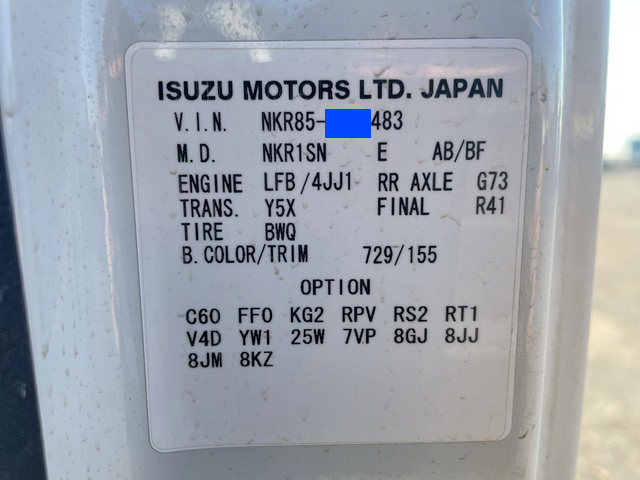 ISUZU MOTORS LTD. JAPAN
V.I.N. NKR85- 483
M.D. NKR1SN E AB/BF
ENGINE LFB/4JJ1 RR AXLE G73
TRANS. Y5X FINAL R41
TIRE BWQ
B.COLOR/TRIM 729/155
OPTION
C60 FF0 KG2 RPV RS2 RT1
V4D YW1 25W 7VP 8GJ 8JJ
8JM 8KZ